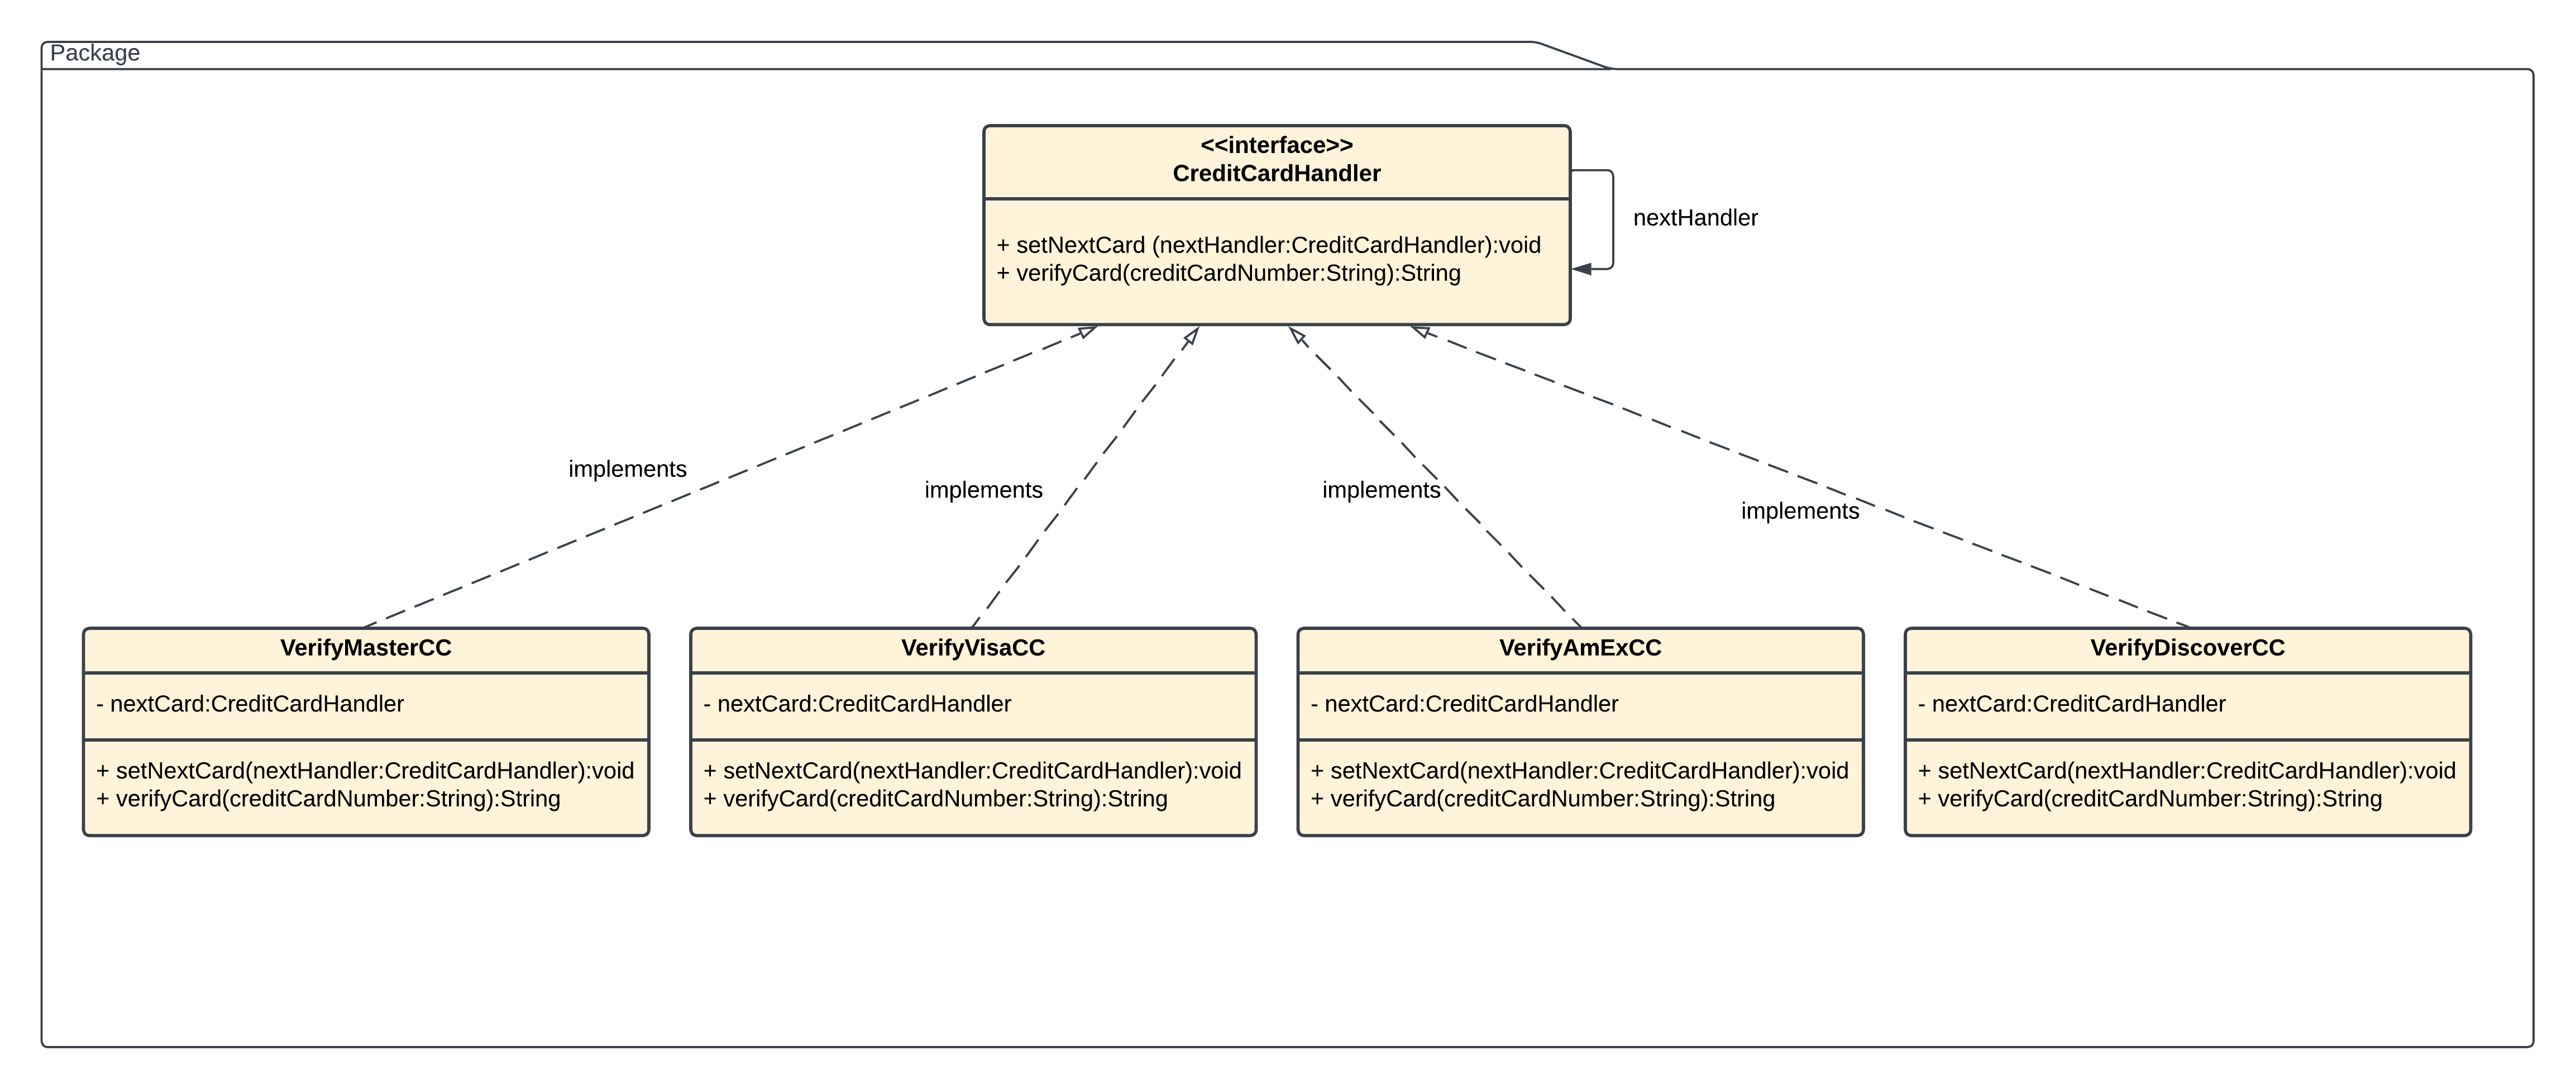 Package
<<interface>>
CreditCardHandler
+ setNextCard (nextHandler:CreditCardHandler):void
+ verifyCard(creditCardNumber:String):String
nextHandler
implements
implements
implements
implements
VerifyMasterCC
- nextCard:CreditCardHandler
+ setNextCard(nextHandler:CreditCardHandler):void
+ verifyCard(creditCardNumber:String):String
VerifyVisaCC
- nextCard:CreditCardHandler
+ setNextCard(nextHandler:CreditCardHandler):void
+ verifyCard(creditCardNumber:String):String
VerifyAmExCC
- nextCard:CreditCardHandler
+ setNextCard(nextHandler:CreditCardHandler):void
+ verifyCard(creditCardNumber:String):String
VerifyDiscoverCC
- nextCard:CreditCardHandler
+ setNextCard(nextHandler:CreditCardHandler):void
+ verifyCard(creditCardNumber:String):String